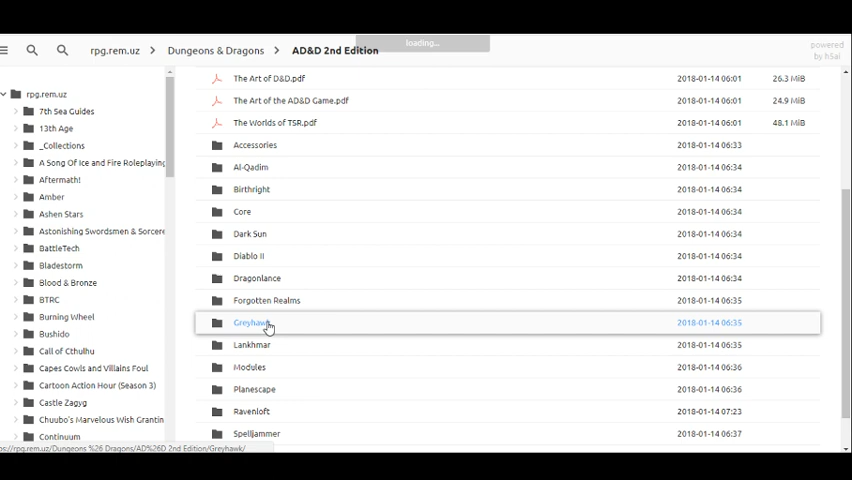 loading...
rpg.rem.uz
Dungeons & Dragons
AD&D 2nd Edition
powered
by h5ai
rpg.rem.uz
7th Sea Guides
13th Age
_Collections
A Song Of Ice and Fire Roleplaying
Aftermath!
Amber
Ashen Stars
Astonishing Swordsmen & Sorcere
BattleTech
Bladestorm
Blood & Bronze
BTRC
Burning Wheel
Bushido
Call of Cthulhu
Capes Cowls and Villains Foul
Cartoon Action Hour (Season 3)
Castle Zagyg
Chuubo's Marvelous Wish Grantin
Continuum
The Art of D&D.pdf 2018-01-14 06:01 26.3 MiB
The Art of the AD&D Game.pdf 2018-01-14 06:01 24.9 MiB
The Worlds of TSR.pdf 2018-01-14 06:01 48.1 MiB
Accessories 2018-01-14 06:33
Al-Qadim 2018-01-14 06:34
Birthright 2018-01-14 06:34
Core 2018-01-14 06:34
Dark Sun 2018-01-14 06:34
Diablo II 2018-01-14 06:34
Dragonlance 2018-01-14 06:34
Forgotten Realms 2018-01-14 06:35
Greyhawk 2018-01-14 06:35
Lankhmar 2018-01-14 06:35
Modules 2018-01-14 06:36
Planescape 2018-01-14 06:36
Ravenloft 2018-01-14 07:23
Spelljammer 2018-01-14 06:37
ps://rpg.rem.uz/Dungeons %26 Dragons/AD%26D 2nd Edition/Greyhawk/